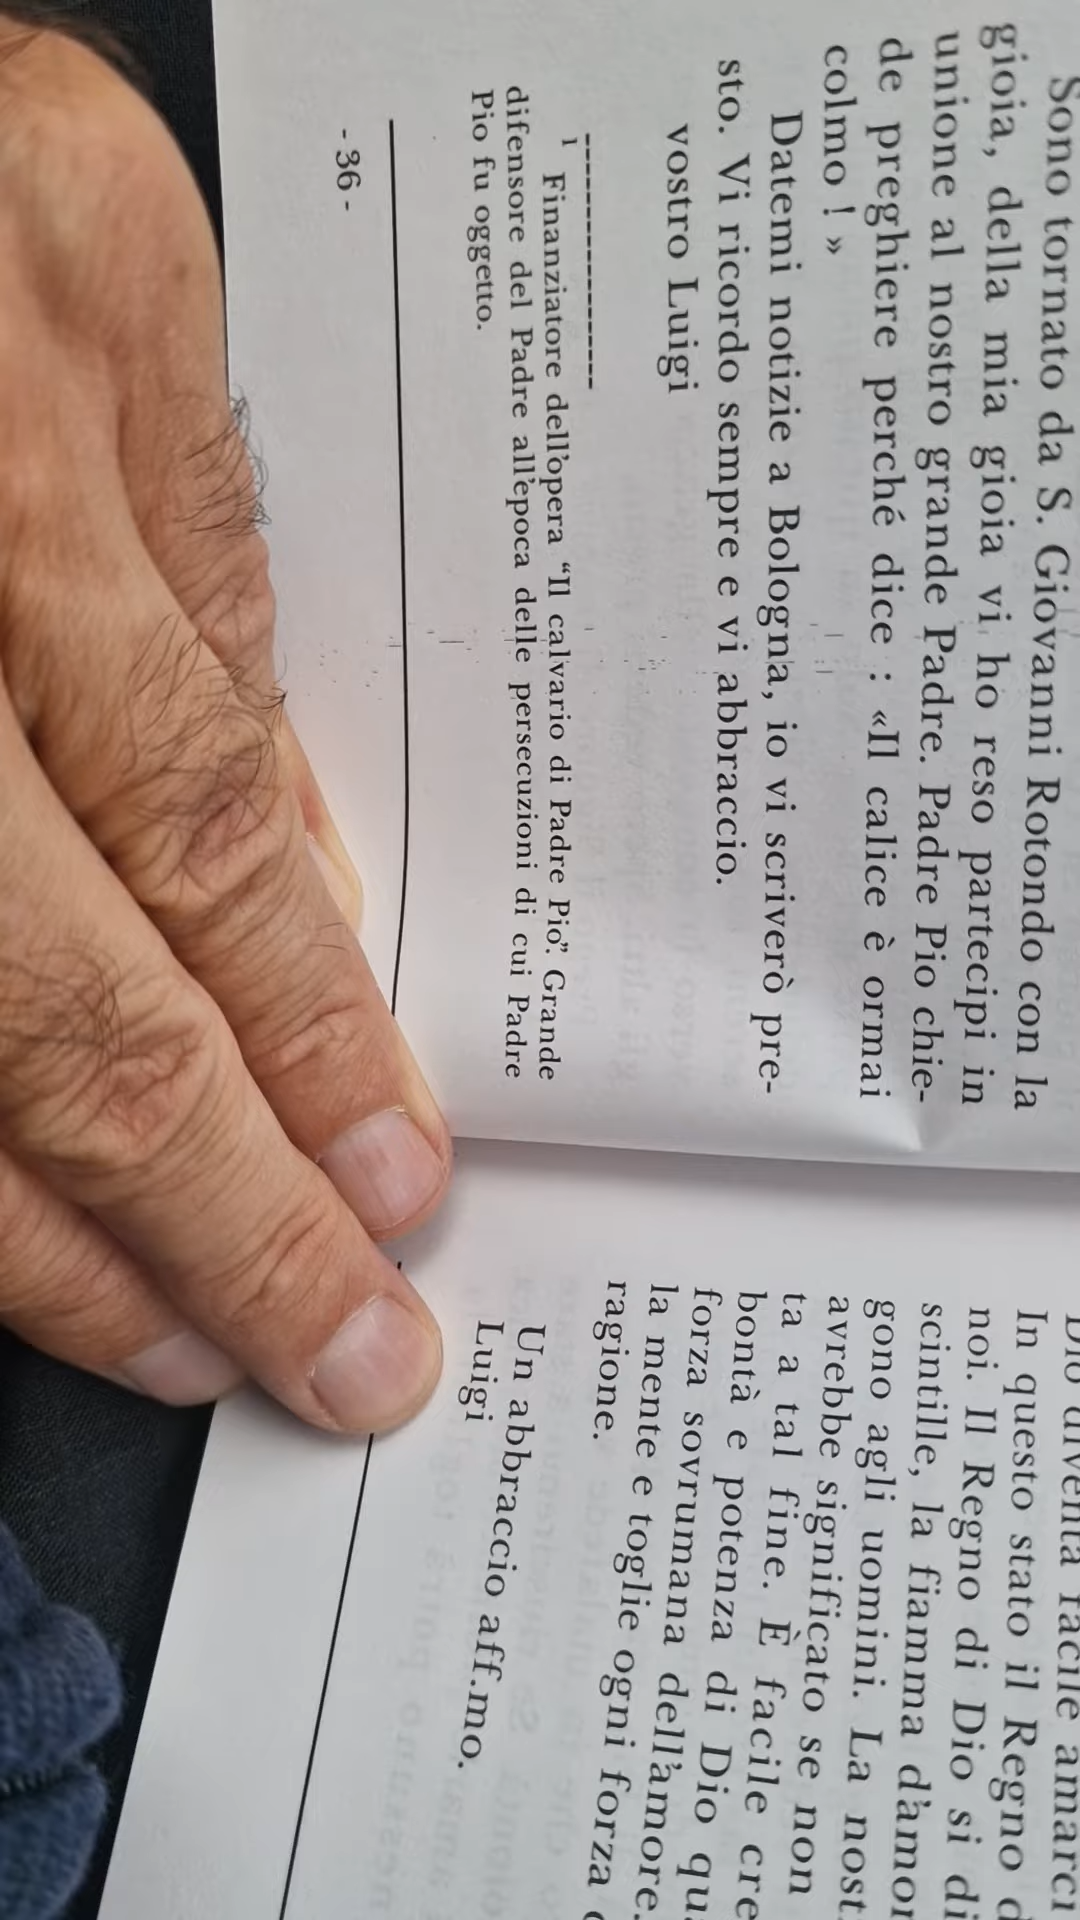 Sono tornato da S. Giovanni Rotondo con la
gioia, della mia gioia vi ho reso partecipi in
unione al nostro grande Padre. Padre Pio chie-
de preghiere perché dice : «Il calice è ormai
colmo ! »
Datemi notizie a Bologna, io vi scriverò pre-
sto. Vi ricordo sempre e vi abbraccio.
vostro Luigi
1 Finanziatore dell'opera “Il calvario di Padre Pio”. Grande
difensore del Padre all'epoca delle persecuzioni di cui Padre
Pio fu oggetto.
- 36 -
Dio diventa facile amarci
In questo stato il Regno
noi. Il Regno di Dio si di
scintille, la fiamma d'amor
gono agli uomini. La nost
avrebbe significato se non
ta a tal fine. È facile cre
bontà e potenza di Dio
forza sovrumana dell'amore.
la mente e toglie ogni forza
ragione.
Un abbraccio aff.mo.
Luigi